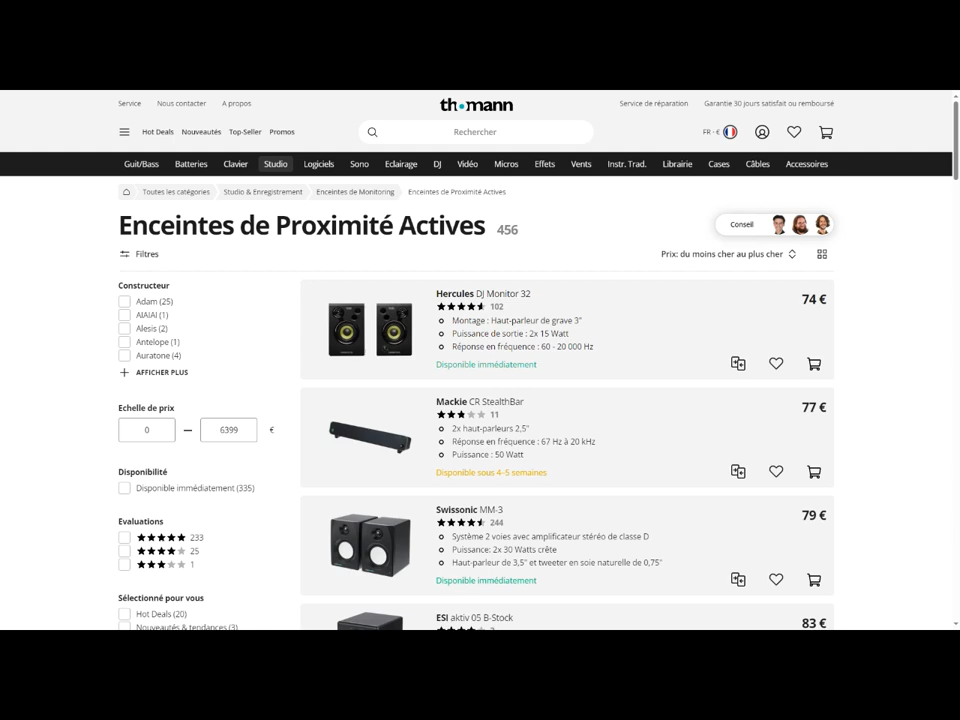 Service Nous contacter A propos
th•mann
Service de réparation Garantie 30 jours satisfait ou remboursé
Hot Deals Nouveautés Top-Seller Promos
Rechercher
FR · €
Guit/Bass Batteries Clavier Studio Logiciels Sono Eclairage DJ Vidéo Micros Effets Vents Instr. Trad. Librairie Cases Câbles Accessoires
Toutes les catégories Studio & Enregistrement Enceintes de Monitoring Enceintes de Proximité Actives
Enceintes de Proximité Actives 456
Conseil
Filtres
Prix: du moins cher au plus cher
Constructeur
Adam (25)
AIAIAI (1)
Alesis (2)
Antelope (1)
Auratone (4)
AFFICHER PLUS
Echelle de prix
0 — 6399 €
Disponibilité
Disponible immédiatement (335)
Evaluations
233
25
1
Sélectionné pour vous
Hot Deals (20)
Nouveautés & tendances (3)
Hercules DJ Monitor 32
102
Montage : Haut-parleur de grave 3"
Puissance de sortie : 2x 15 Watt
Réponse en fréquence : 60 - 20 000 Hz
Disponible immédiatement
74 €
Mackie CR StealthBar
11
2x haut-parleurs 2,5"
Réponse en fréquence : 67 Hz à 20 kHz
Puissance : 50 Watt
Disponible sous 4-5 semaines
77 €
Swissonic MM-3
244
Système 2 voies avec amplificateur stéréo de classe D
Puissance: 2x 30 Watts crête
Haut-parleur de 3,5" et tweeter en soie naturelle de 0,75"
Disponible immédiatement
79 €
ESI aktiv 05 B-Stock
83 €